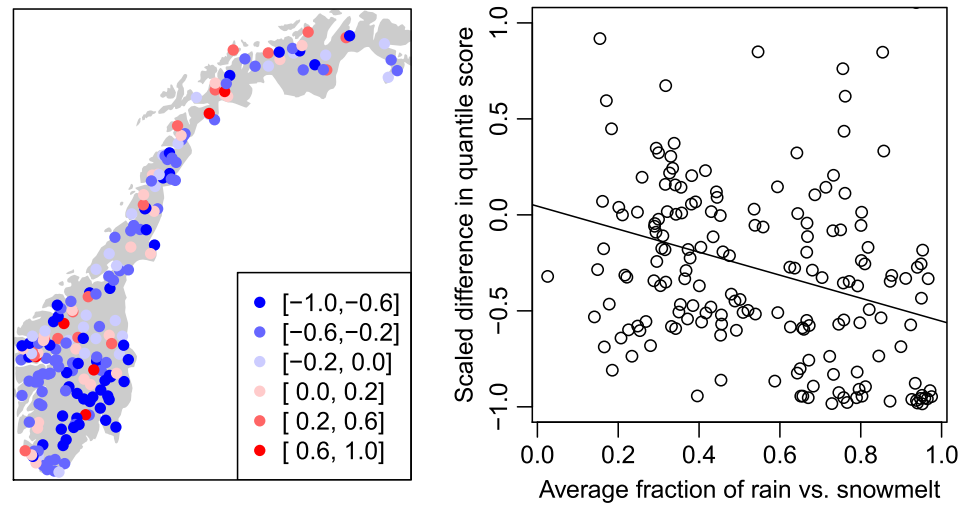 [−1.0,−0.6]
[−0.6,−0.2]
[−0.2, 0.0]
[ 0.0, 0.2]
[ 0.2, 0.6]
[ 0.6, 1.0]
Scaled difference in quantile score
1.0
0.5
0.0
−0.5
−1.0
0.0 0.2 0.4 0.6 0.8 1.0
Average fraction of rain vs. snowmelt